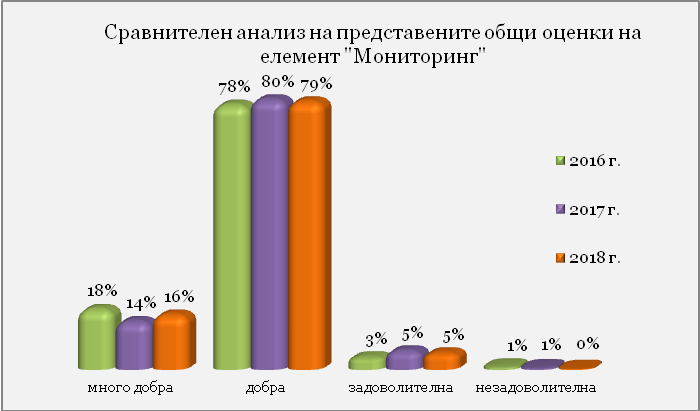 Сравнителен анализ на представените общи оценки на
елемент "Мониторинг"
78% 80% 79%
18% 14% 16%
3% 5% 5%
1% 1% 0%
2016 г.
2017 г.
2018 г.
много добра добра задоволителна незадоволителна